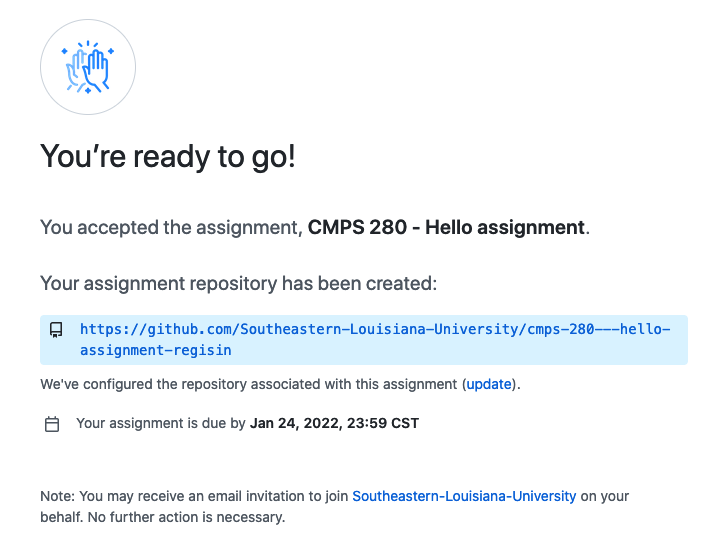 You're ready to go!
You accepted the assignment, CMPS 280 - Hello assignment.
Your assignment repository has been created:
https://github.com/Southeastern-Louisiana-University/cmps-280---hello-
assignment-regisin
We've configured the repository associated with this assignment (update).
Your assignment is due by Jan 24, 2022, 23:59 CST
Note: You may receive an email invitation to join Southeastern-Louisiana-University on your
behalf. No further action is necessary.